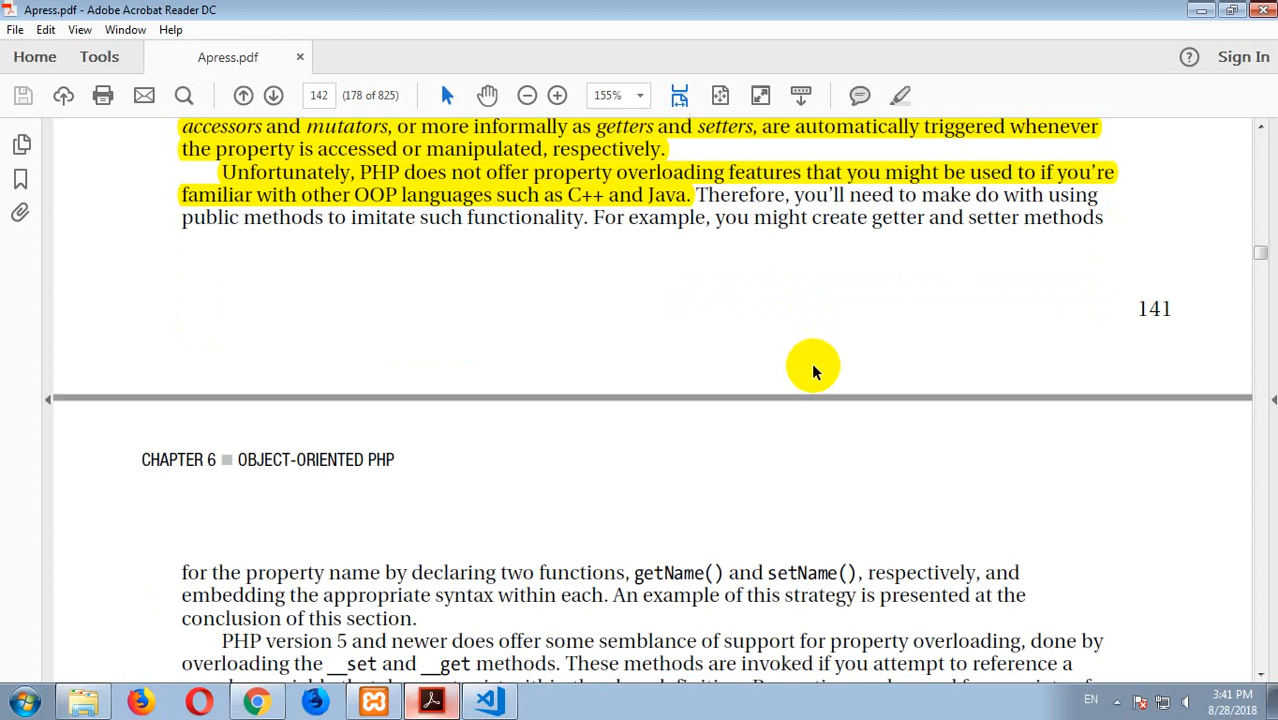 Apress.pdf - Adobe Acrobat Reader DC
File Edit View Window Help
Home Tools Apress.pdf × Sign In
142 (178 of 825) 155%
accessors and mutators, or more informally as getters and setters, are automatically triggered whenever
the property is accessed or manipulated, respectively.
Unfortunately, PHP does not offer property overloading features that you might be used to if you’re
familiar with other OOP languages such as C++ and Java. Therefore, you’ll need to make do with using
public methods to imitate such functionality. For example, you might create getter and setter methods
141
CHAPTER 6 ■ OBJECT-ORIENTED PHP
for the property name by declaring two functions, getName() and setName(), respectively, and
embedding the appropriate syntax within each. An example of this strategy is presented at the
conclusion of this section.
PHP version 5 and newer does offer some semblance of support for property overloading, done by
overloading the __set and __get methods. These methods are invoked if you attempt to reference a
EN 3:41 PM
8/28/2018